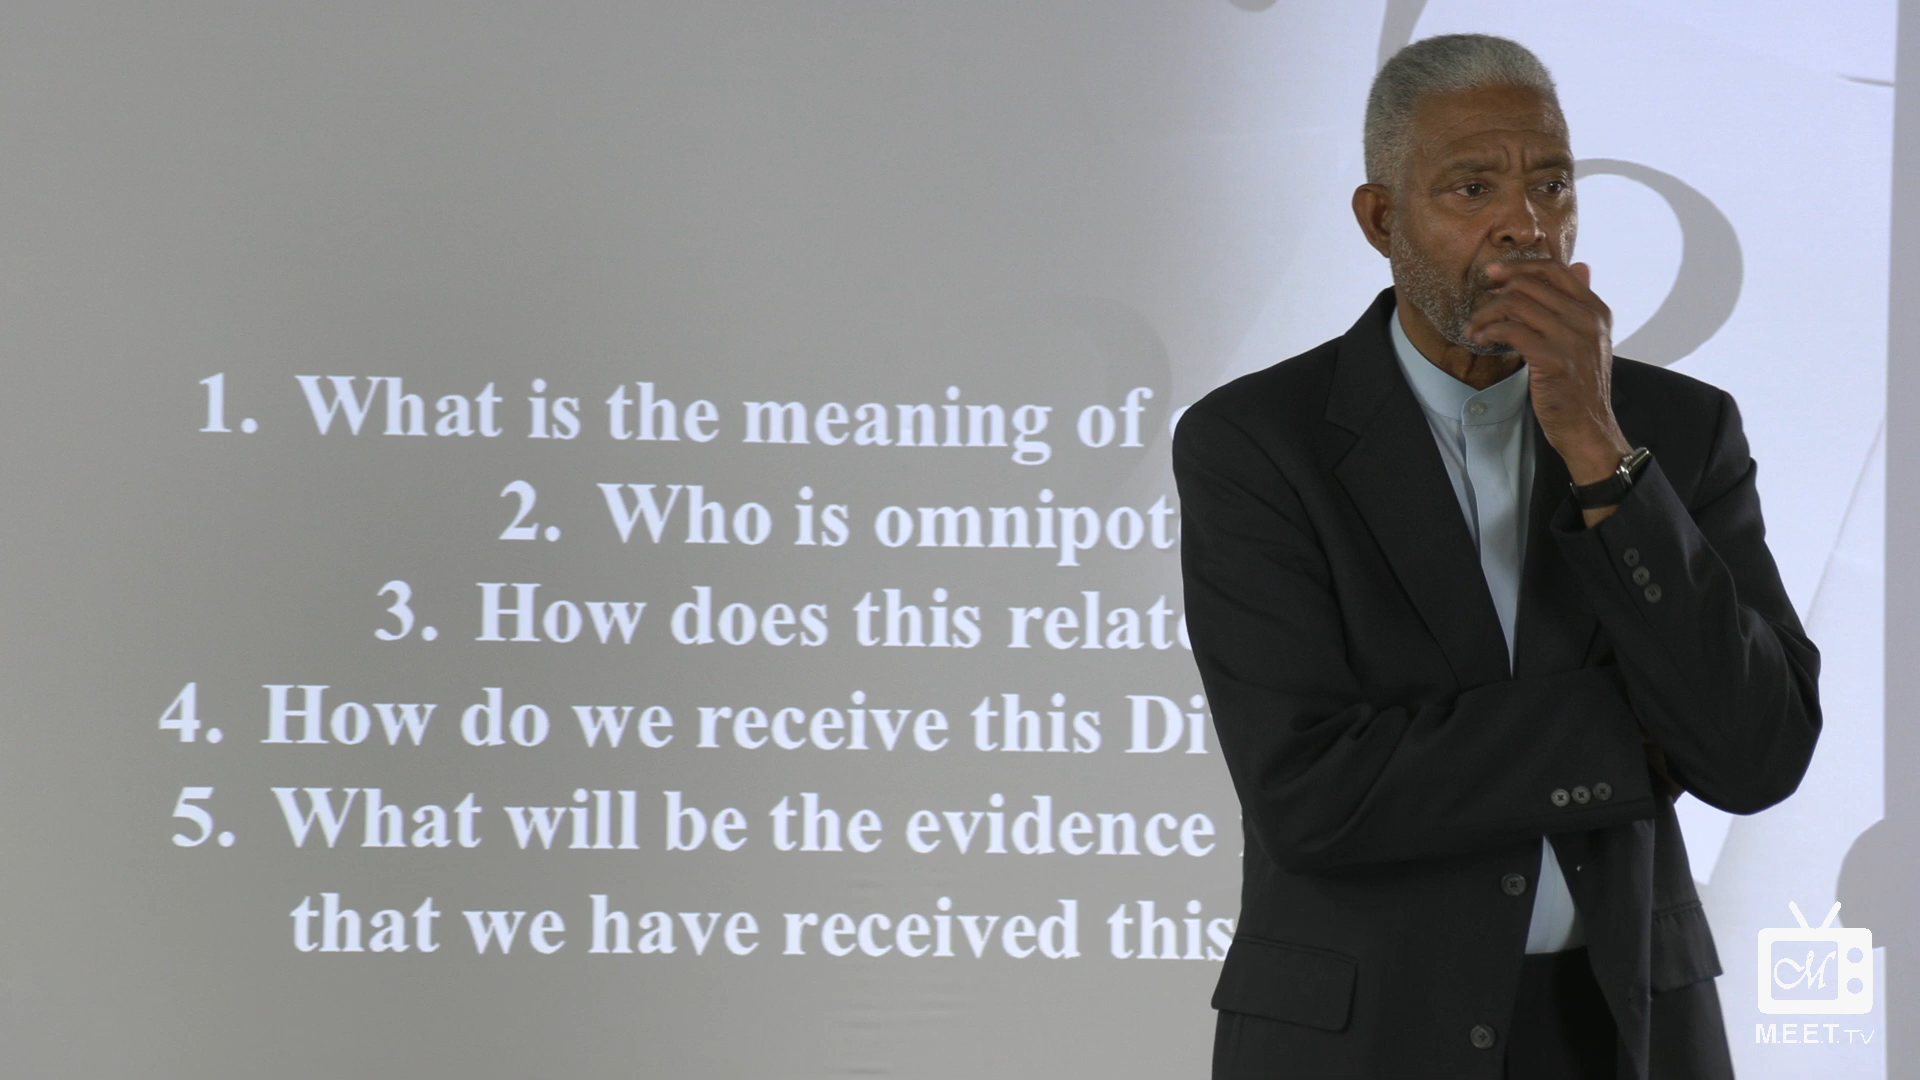 1. What is the meaning of
2. Who is omnipot
3. How does this relate
4. How do we receive this Di
5. What will be the evidence
that we have received this
M
M.E.E.T.TV